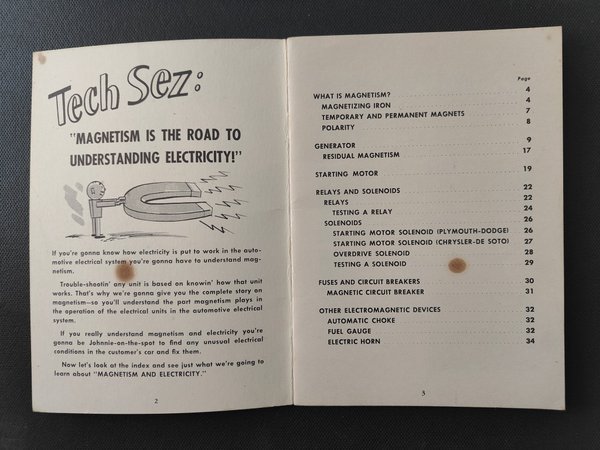 Tech Sez:
"MAGNETISM IS THE ROAD TO
UNDERSTANDING ELECTRICITY!"
If you're gonna know how electricity is put to work in the auto-
motive electrical system you're gonna have to understand mag-
netism.
Trouble-shootin' any unit is based on knowin' how that unit
works. That's why we're gonna give you the complete story on
magnetism—so you'll understand the part magnetism plays in
the operation of the electrical units in the automotive electrical
system.
If you really understand magnetism and electricity you're
gonna be Johnnie-on-the-spot to find any unusual electrical
conditions in the customer's car and fix them.
Now let's look at the index and see just what we're going to
learn about "MAGNETISM AND ELECTRICITY."
2
Page
WHAT IS MAGNETISM? 4
MAGNETIZING IRON 4
TEMPORARY AND PERMANENT MAGNETS 7
POLARITY 8
GENERATOR 9
RESIDUAL MAGNETISM 17
STARTING MOTOR 19
RELAYS AND SOLENOIDS 22
RELAYS 22
TESTING A RELAY 24
SOLENOIDS 26
STARTING MOTOR SOLENOID (PLYMOUTH-DODGE) 26
STARTING MOTOR SOLENOID (CHRYSLER-DE SOTO) 27
OVERDRIVE SOLENOID 28
TESTING A SOLENOID 29
FUSES AND CIRCUIT BREAKERS 30
MAGNETIC CIRCUIT BREAKER 31
OTHER ELECTROMAGNETIC DEVICES 32
AUTOMATIC CHOKE 32
FUEL GAUGE 32
ELECTRIC HORN 34
3